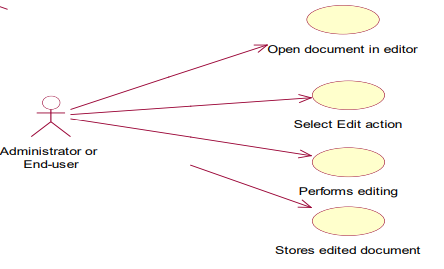 Open document in editor
Select Edit action
Administrator or
End-user
Performs editing
Stores edited document